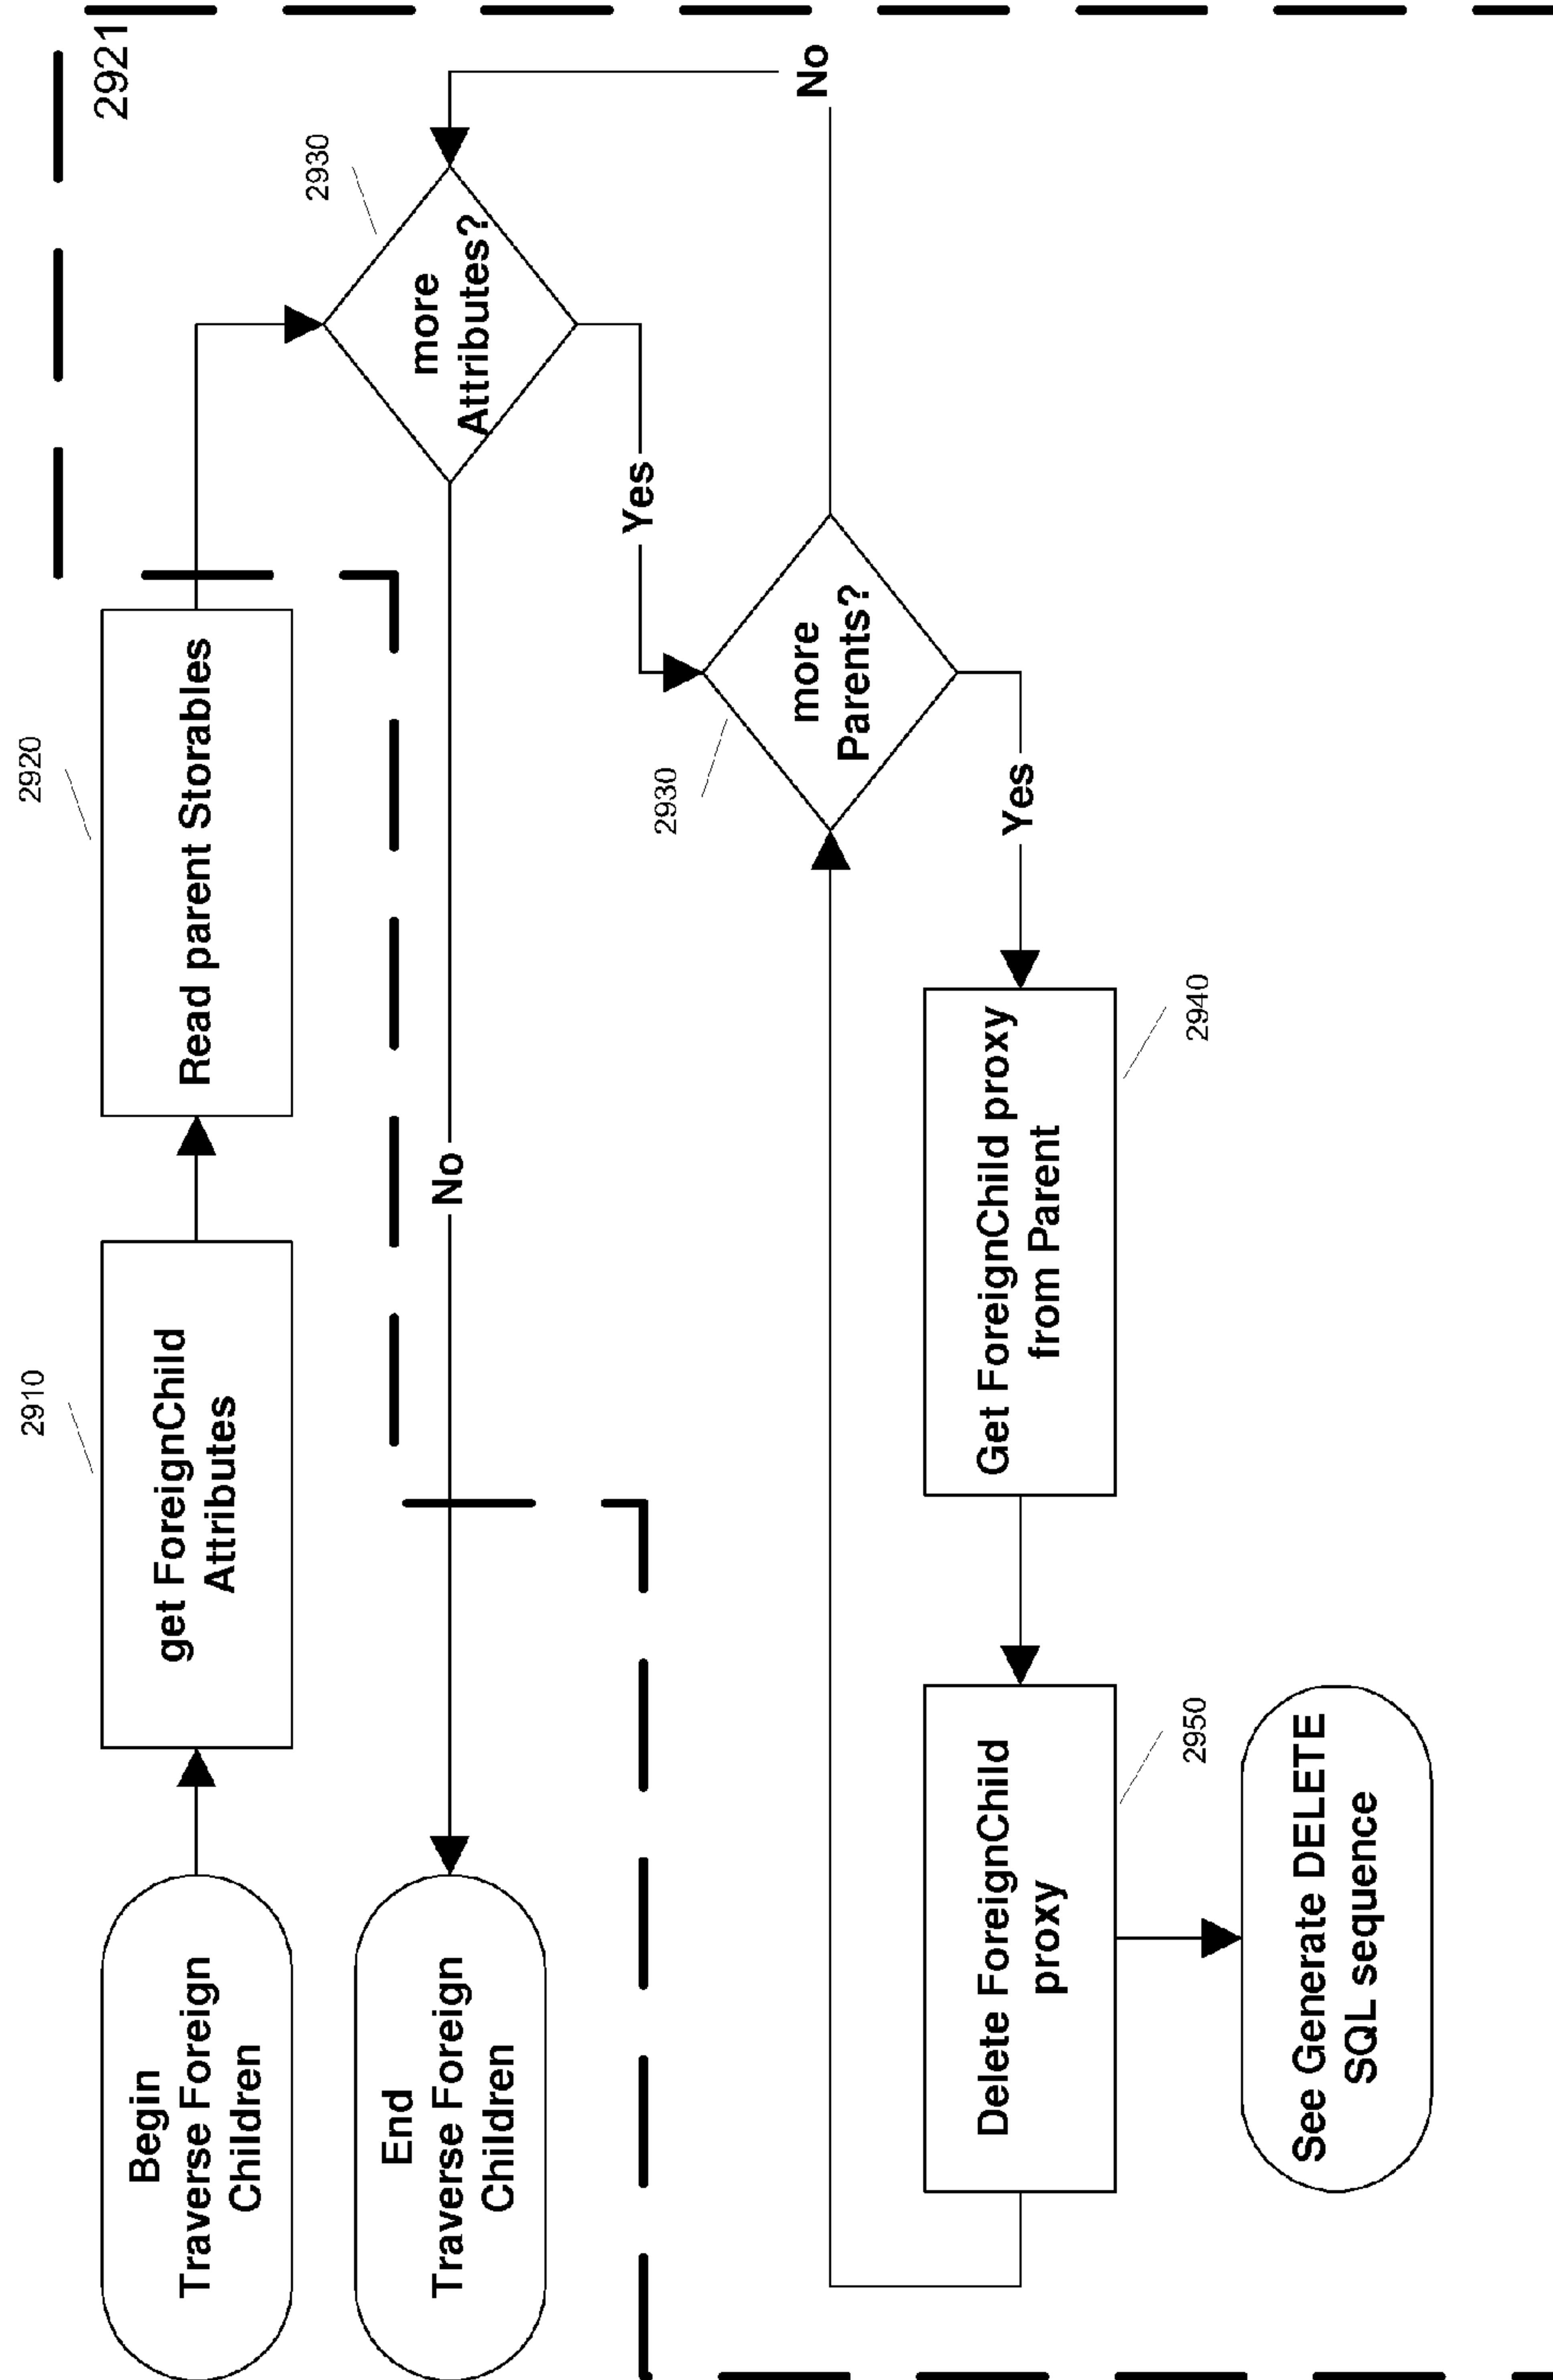 Begin
Traverse Foreign
Children
2910
get ForeignChild
Attributes
2920
Read parent Storables
2921
2930
more
Attributes?
No
End
Traverse Foreign
Children
Yes
2930
more
Parents?
No
Yes
2940
Get ForeignChild proxy
from Parent
2950
Delete ForeignChild
proxy
See Generate DELETE
SQL sequence